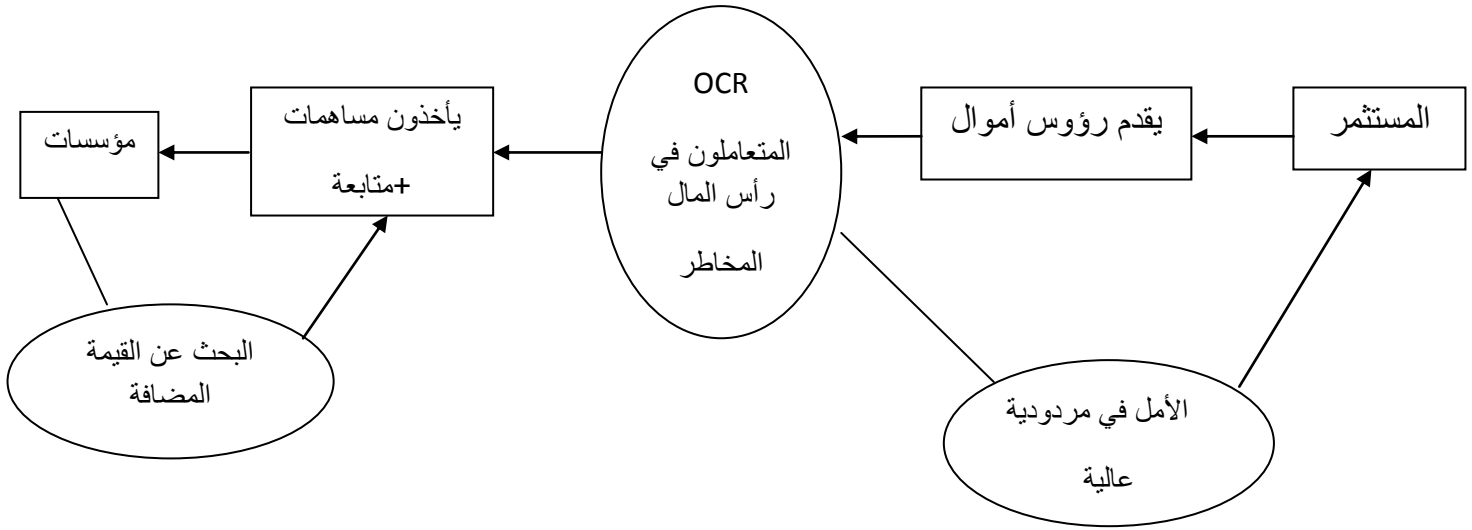 المستثمر
يقدم رؤوس أموال
OCR
المتعاملون في
رأس المال
المخاطر
يأخذون مساهمات
+متابعة
مؤسسات
البحث عن القيمة
المضافة
الأمل في مردودية
عالية